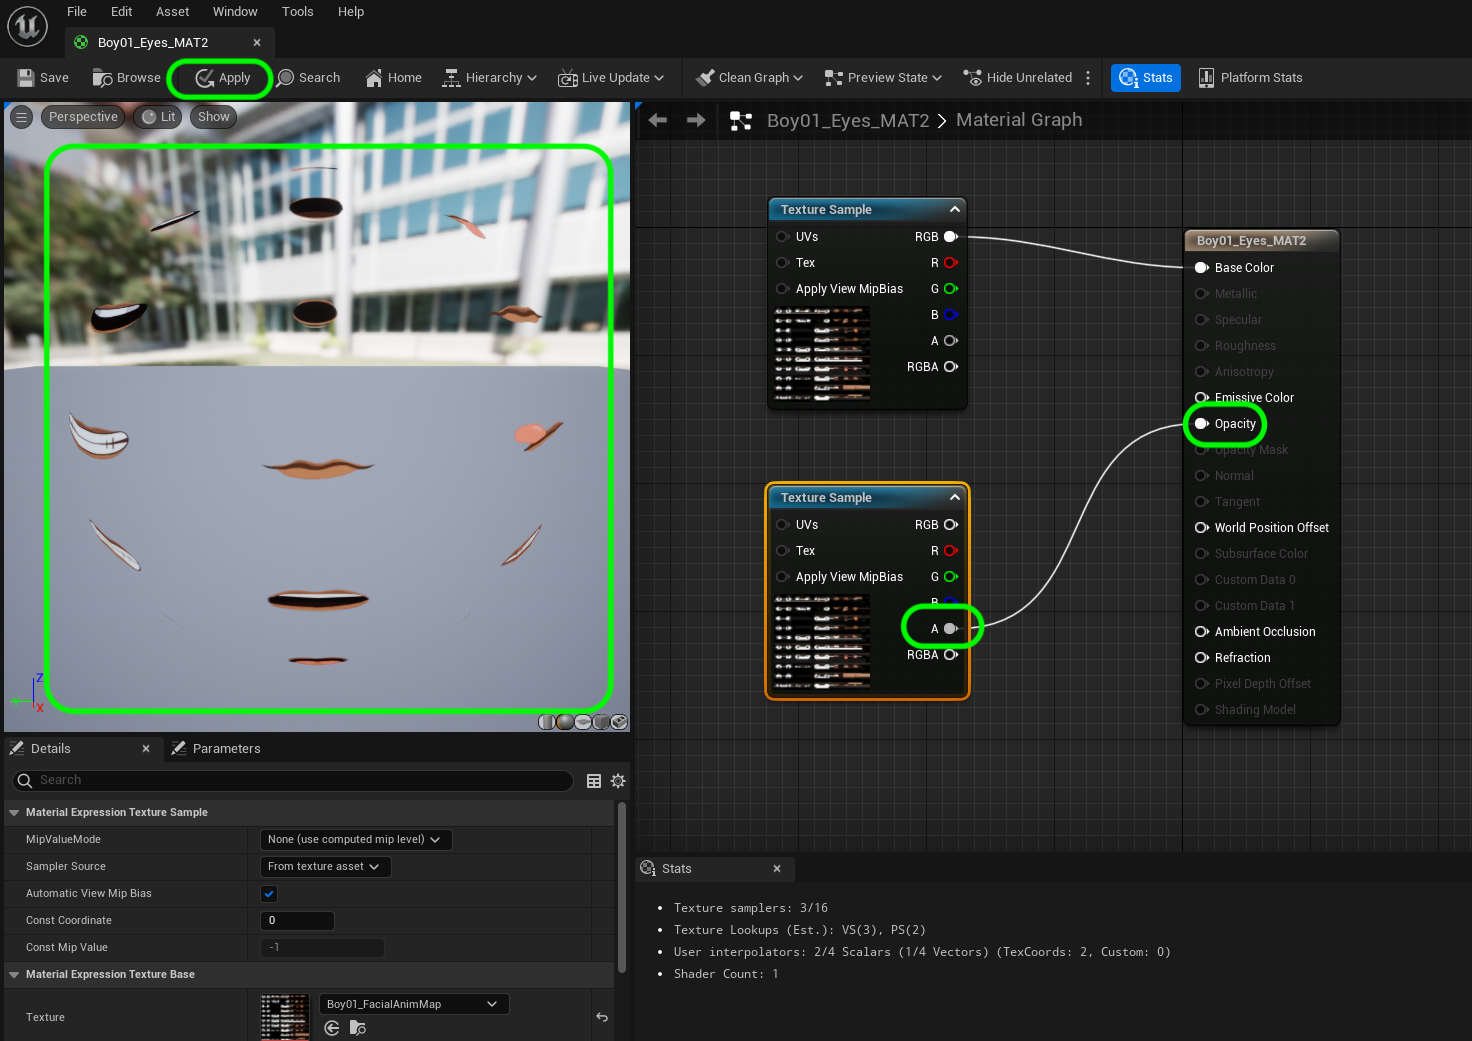 File Edit Asset Window Tools Help
Boy01_Eyes_MAT2
Save Browse Apply Search Home Hierarchy Live Update Clean Graph Preview State Hide Unrelated Stats Platform Stats
Perspective Lit Show
Boy01_Eyes_MAT2 > Material Graph
Texture Sample
UVs RGB
Tex R
Apply View MipBias G
B
A
RGBA
Texture Sample
UVs RGB
Tex R
Apply View MipBias G
B
A
RGBA
Boy01_Eyes_MAT2
Base Color
Metallic
Specular
Roughness
Anisotropy
Emissive Color
Opacity
Opacity Mask
Normal
Tangent
World Position Offset
Subsurface Color
Custom Data 0
Custom Data 1
Ambient Occlusion
Refraction
Pixel Depth Offset
Shading Model
Z
Y
X
Details Parameters
Search
Material Expression Texture Sample
MipValueMode None (use computed mip level)
Sampler Source From texture asset
Automatic View Mip Bias
Const Coordinate 0
Const Mip Value -1
Material Expression Texture Base
Texture Boy01_FacialAnimMap
Stats
• Texture samplers: 3/16
• Texture Lookups (Est.): VS(3), PS(2)
• User interpolators: 2/4 Scalars (1/4 Vectors) (TexCoords: 2, Custom: 0)
• Shader Count: 1